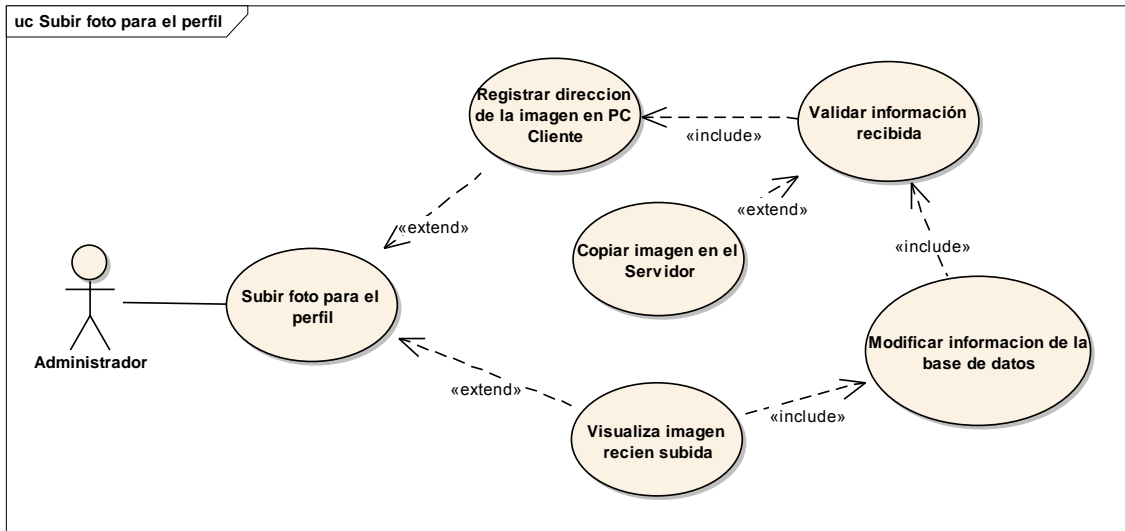 uc Subir foto para el perfil
Registrar direccion
de la imagen en PC
Cliente
Validar información
recibida
«include»
«extend»
«extend»
Copiar imagen en el
Servidor
«include»
Subir foto para el
perfil
Administrador
Modificar informacion de la
base de datos
«extend»
«include»
Visualiza imagen
recien subida